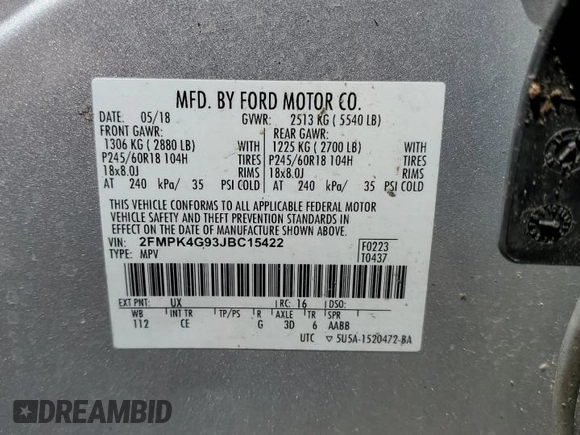 MFD. BY FORD MOTOR CO.
DATE: 05/18 GVWR: 2513 KG ( 5540 LB)
FRONT GAWR: REAR GAWR:
1306 KG ( 2880 LB) WITH 1225 KG ( 2700 LB) WITH
P245/60R18 104H TIRES P245/60R18 104H TIRES
18x8.0J 18x8.0J
AT 240 kPa/ 35 PSI COLD AT 240 kPa/ 35 PSI COLD
THIS VEHICLE CONFORMS TO ALL APPLICABLE FEDERAL MOTOR
VEHICLE SAFETY AND THEFT PREVENTION STANDARDS IN
EFFECT ON THE DATE OF MANUFACTURE SHOWN ABOVE.
VIN: 2FMPK4G93JBC15422 F0223
TYPE: MPV T0437
EXT PNT: UX RC: 16 DSO:
WB INT TR TP/PS R AXLE TR SPR
112 CE G 3D 6 AABB
UTC ▽ 5U5A-1520472-BA
DREAMBID